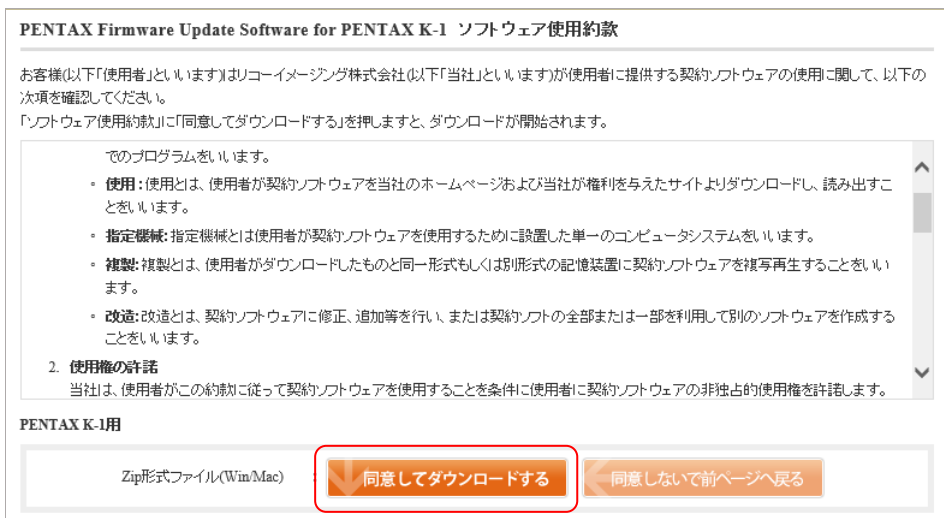 PENTAX Firmware Update Software for PENTAX K-1 ソフトウェア使用約款
お客様(以下「使用者」といいます)はリコーイメージング株式会社(以下「当社」といいます)が使用者に提供する契約ソフトウェアの使用に関して、以下の
次項を確認してください。
「ソフトウェア使用約款」に「同意してダウンロードする」を押しますと、ダウンロードが開始されます。
でのプログラムをいいます。
◦ 使用:使用とは、使用者が契約ソフトウェアを当社のホームページおよび当社が権利を与えたサイトよりダウンロードし、読み出すこ
とをいいます。
◦ 指定機械:指定機械とは使用者が契約ソフトウェアを使用するために設置した単一のコンピュータシステムをいいます。
◦ 複製:複製とは、使用者がダウンロードしたものと同一形式もしくは別形式の記憶装置に契約ソフトウェアを複写再生することをいい
ます。
◦ 改造:改造とは、契約ソフトウェアに修正、追加等を行い、または契約ソフトの全部または一部を利用して別のソフトウェアを作成する
ことをいいます。
2. 使用権の許諾
当社は、使用者がこの約款に従って契約ソフトウェアを使用することを条件に使用者に契約ソフトウェアの非独占的使用権を許諾します。
PENTAX K-1用
Zip形式ファイル(Win/Mac) : 同意してダウンロードする 同意しないで前ページへ戻る